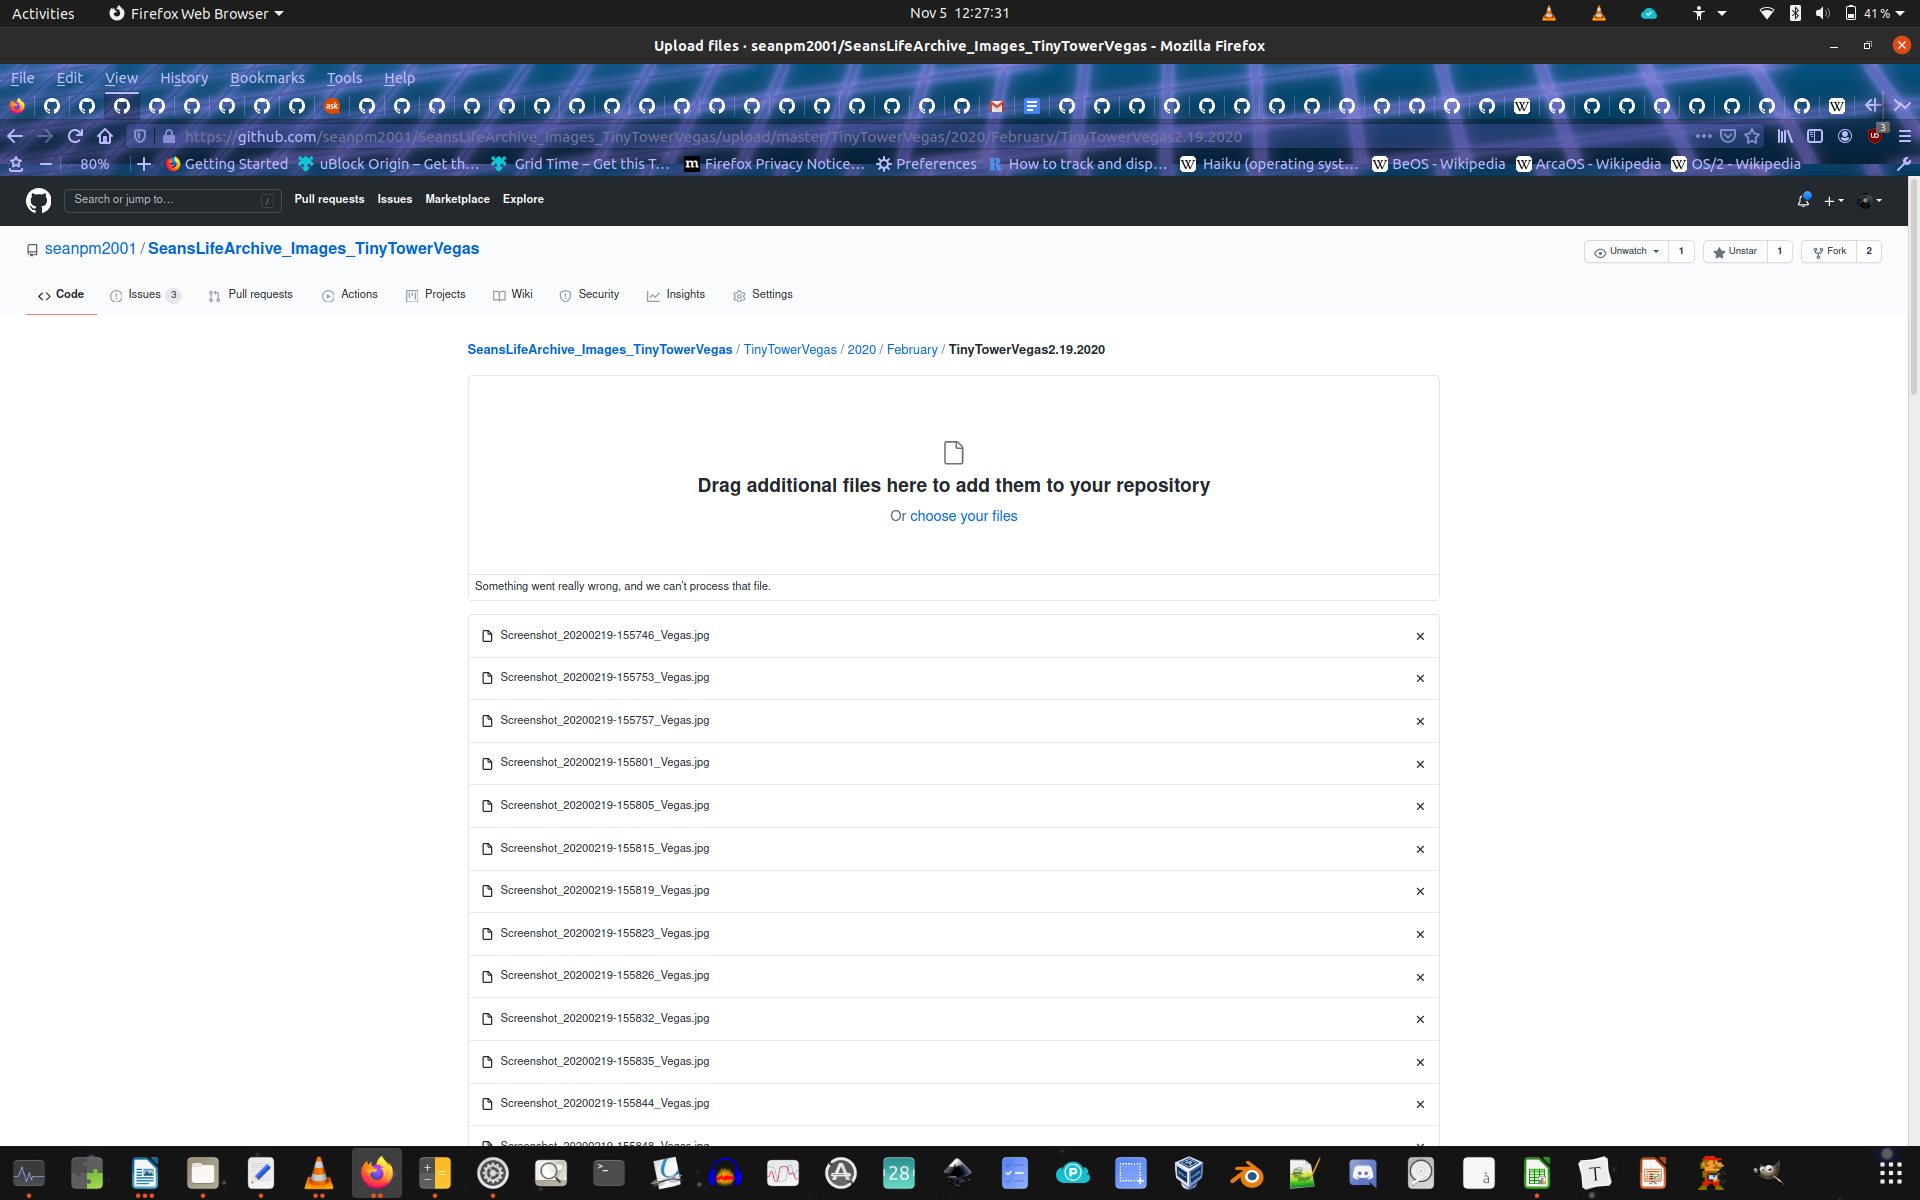 Activities Firefox Web Browser Nov 5 12:27:31 41 %
Upload files · seanpm2001/SeansLifeArchive_Images_TinyTowerVegas - Mozilla Firefox
File Edit View History Bookmarks Tools Help
https://github.com/seanpm2001/SeansLifeArchive_Images_TinyTowerVegas/upload/master/TinyTowerVegas/2020/February/TinyTowerVegas2.19.2020 3
80% Getting Started uBlock Origin – Get th… Grid Time – Get this T… Firefox Privacy Notice… Preferences How to track and disp… Haiku (operating syst… BeOS - Wikipedia ArcaOS - Wikipedia OS/2 - Wikipedia
Search or jump to… / Pull requests Issues Marketplace Explore
seanpm2001 / SeansLifeArchive_Images_TinyTowerVegas Unwatch 1 Unstar 1 Fork 2
Code Issues 3 Pull requests Actions Projects Wiki Security Insights Settings
SeansLifeArchive_Images_TinyTowerVegas / TinyTowerVegas / 2020 / February / TinyTowerVegas2.19.2020
Drag additional files here to add them to your repository
Or choose your files
Something went really wrong, and we can't process that file.
Screenshot_20200219-155746_Vegas.jpg
Screenshot_20200219-155753_Vegas.jpg
Screenshot_20200219-155757_Vegas.jpg
Screenshot_20200219-155801_Vegas.jpg
Screenshot_20200219-155805_Vegas.jpg
Screenshot_20200219-155815_Vegas.jpg
Screenshot_20200219-155819_Vegas.jpg
Screenshot_20200219-155823_Vegas.jpg
Screenshot_20200219-155826_Vegas.jpg
Screenshot_20200219-155832_Vegas.jpg
Screenshot_20200219-155835_Vegas.jpg
Screenshot_20200219-155844_Vegas.jpg
Screenshot_20200219-155848_Vegas.jpg
28